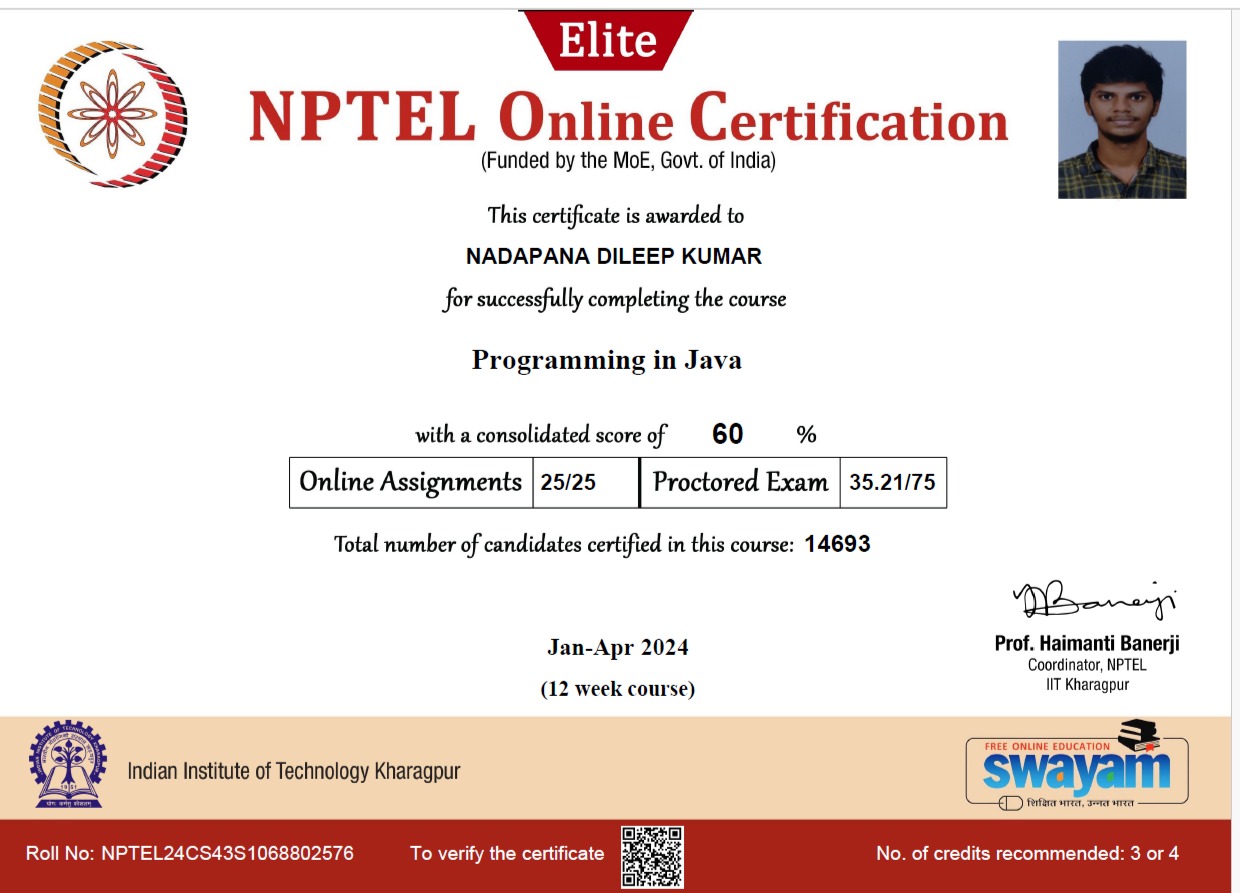 Elite
NPTEL Online Certification
(Funded by the MoE, Govt. of India)
This certificate is awarded to
NADAPANA DILEEP KUMAR
for successfully completing the course
Programming in Java
with a consolidated score of 60 %
Online Assignments 25/25 Proctored Exam 35.21/75
Total number of candidates certified in this course: 14693
Jan-Apr 2024
(12 week course)
Prof. Haimanti Banerji
Coordinator, NPTEL
IIT Kharagpur
Indian Institute of Technology Kharagpur
FREE ONLINE EDUCATION
swayam
शिक्षित भारत, उन्नत भारत
Roll No: NPTEL24CS43S1068802576
To verify the certificate
No. of credits recommended: 3 or 4